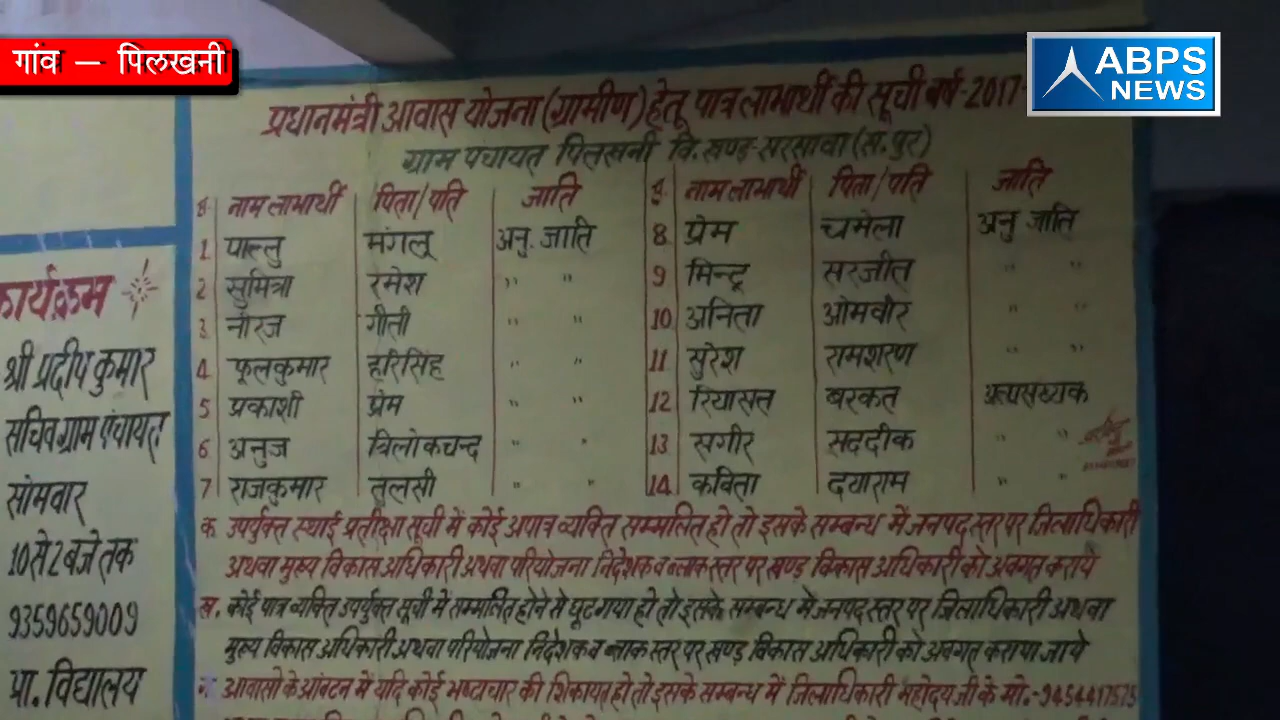 गांव — पिलखनी
ABPS
NEWS
प्रधानमंत्री आवास योजना (ग्रामीण) हेतू पात्र लाभार्थी की सूची वर्ष-2017-
ग्राम पंचायत पिलखनी वि.खण्ड-सरसावा (स.पुर)
नाम लाभार्थी पिता/पति जाति
1 पाल्लु मंगलू अनु. जाति
2 सुमित्रा रमेश " "
3 नीरज गीती " "
4 फूलकुमार हरिसिंह " "
5 प्रकाशी प्रेम " "
6 अनुज त्रिलोकचन्द " "
7 राजकुमार तुलसी " "
नाम लाभार्थी पिता/पति जाति
8 प्रेम चमेला अनु जाति
9 मिन्टू सरजीत " "
10 अनिता ओमवीर " "
11 सुरेश रामशरण " "
12 रियासत बरकत अल्पसंख्यक
13 सगीर सददीक " "
14 कविता दयाराम " "
क उपर्युक्त स्थाई प्रतीक्षा सूची में कोई अपात्र व्यक्ति सम्मलित हो तो इसके सम्बन्ध में जनपद स्तर पर जिलाधिकारी
अथवा मुख्य विकास अधिकारी अथवा परियोजना निदेशक व ब्लाक स्तर पर खण्ड विकास अधिकारी को अवगत कराये
ख. कोई पात्र व्यक्ति उपर्युक्त सूची में सम्मलित होने से छूट गया हो तो इसके सम्बन्ध में जनपद स्तर पर जिलाधिकारी अथवा
मुख्य विकास अधिकारी अथवा परियोजना निदेशक व ब्लाक स्तर पर खण्ड विकास अधिकारी को अवगत कराया जाये
ग. आवासो के आंवटन में यदि कोई भष्टाचार की शिकायत हो तो इसके सम्बन्ध में जिलाधिकारी महोदय जी के मो.-9454417575
कार्यक्रम
श्री प्रदीप कुमार
सचिव ग्राम पंचायत
सोमवार
10 से 2 बजे तक
9359659009
प्रा. विद्यालय